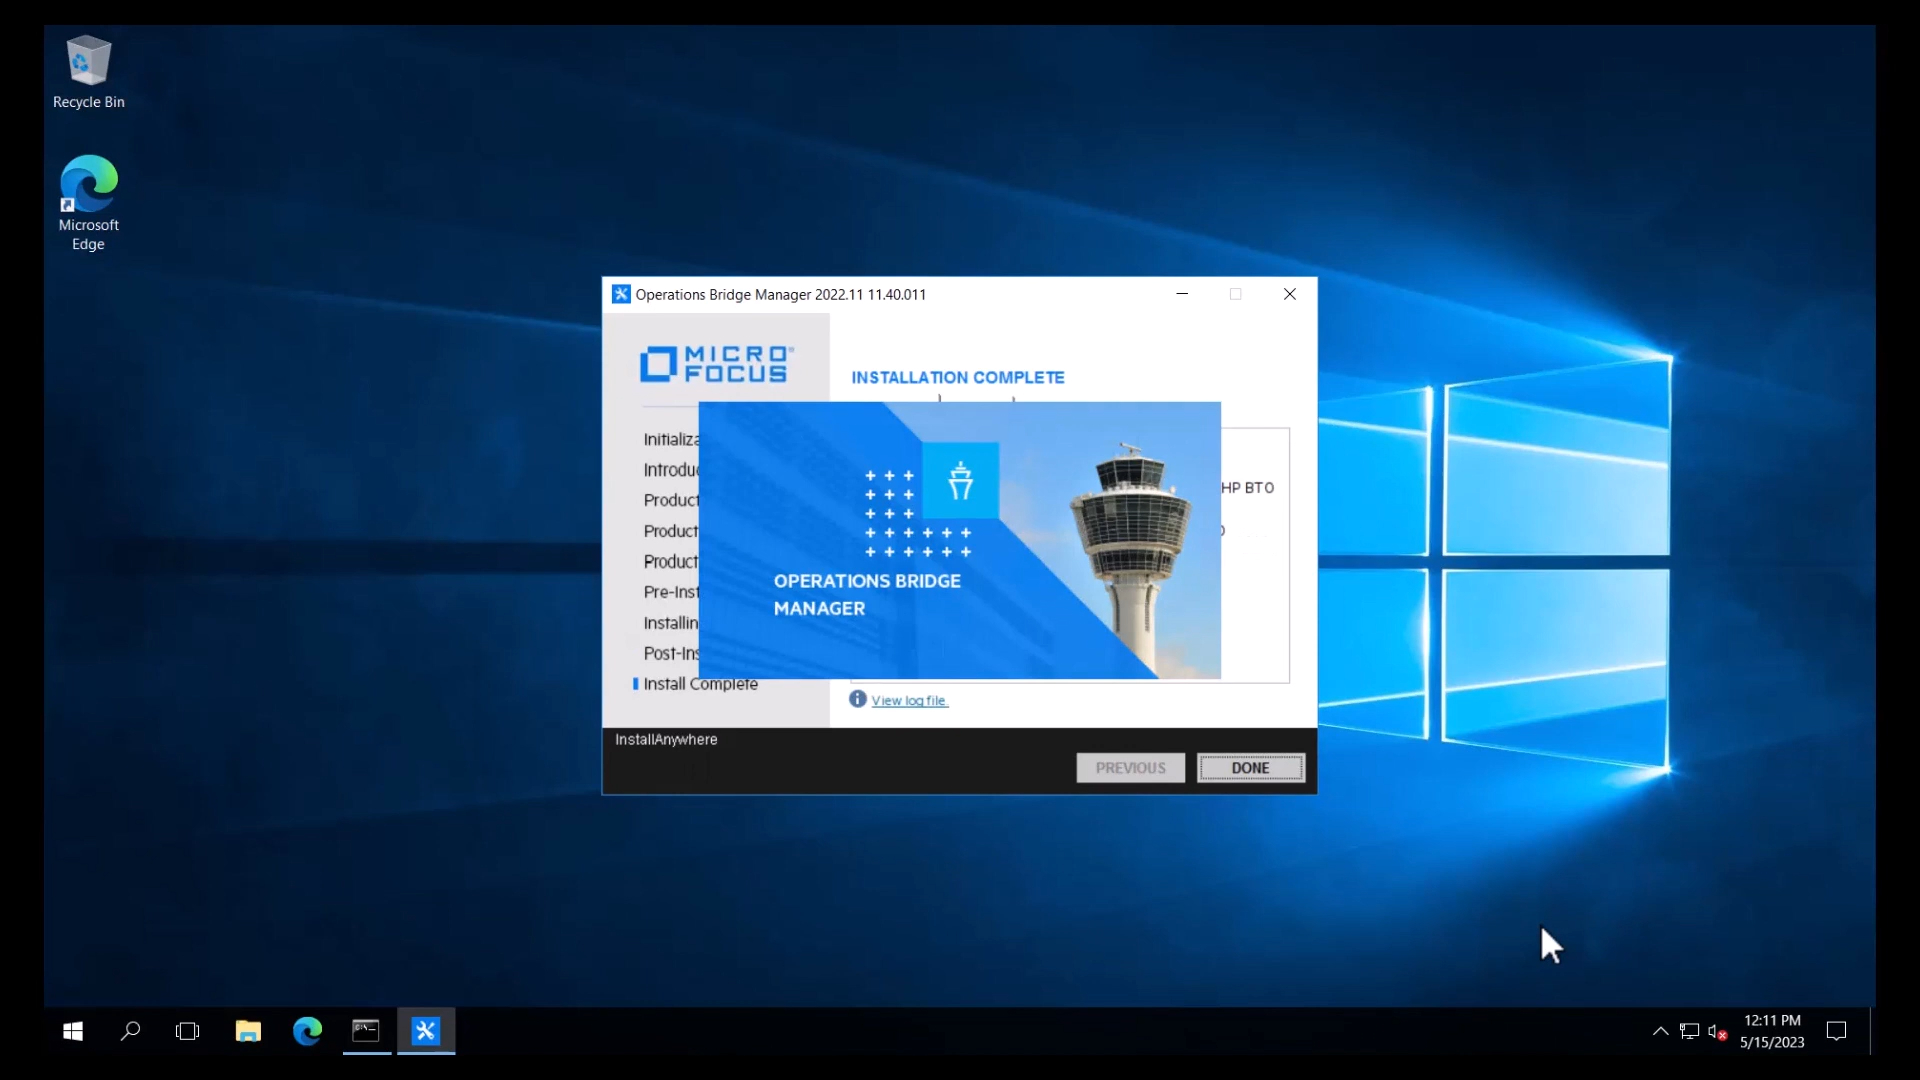 Recycle Bin
Microsoft
Edge
Operations Bridge Manager 2022.11 11.40.011
MICRO
FOCUS
INSTALLATION COMPLETE
Introdu
Product
Product
Product
Pre-Inst
Installin
Post-Ins
Install Complete
HP BTO
OPERATIONS BRIDGE
MANAGER
View log file.
InstallAnywhere
PREVIOUS
DONE
12:11 PM
5/15/2023